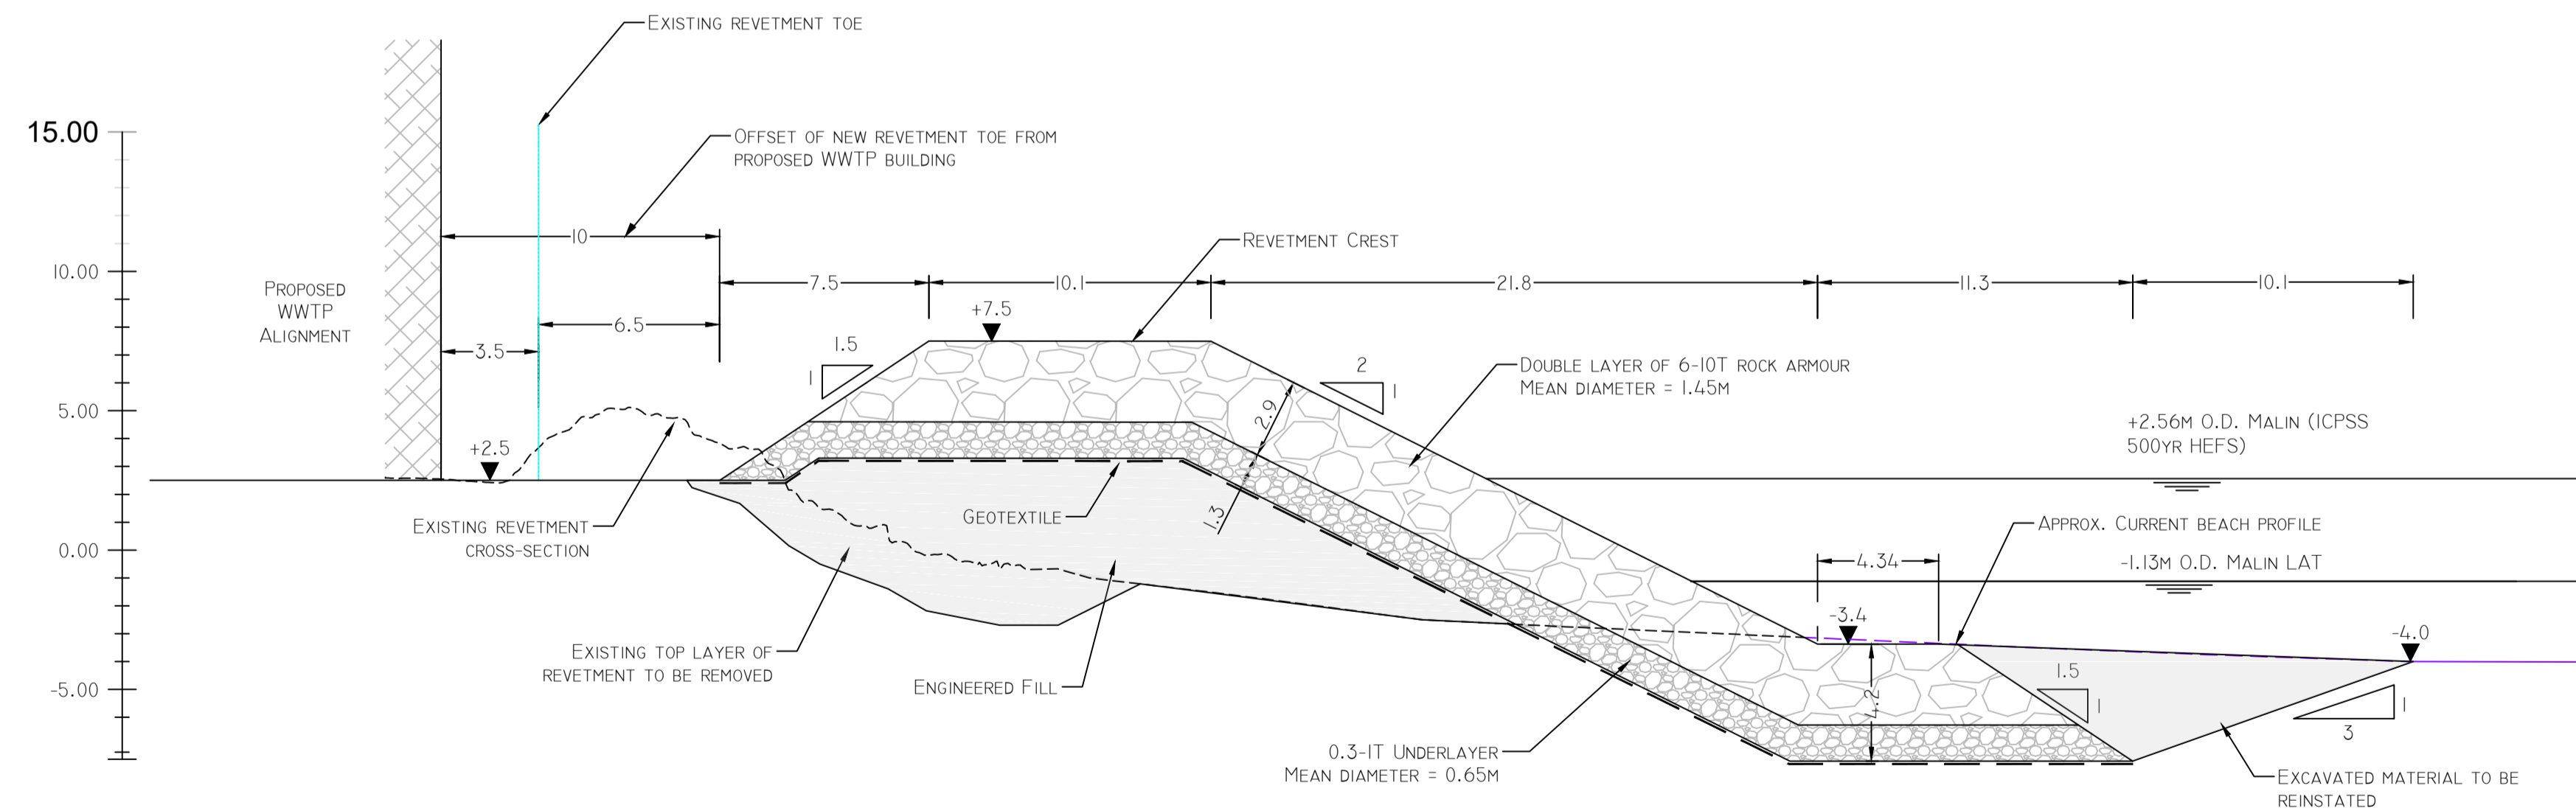 EXISTING REVETMENT TOE
15.00
OFFSET OF NEW REVETMENT TOE FROM
PROPOSED WWTP BUILDING
10
REVETMENT CREST
10.00
7.5
10.1
21.8
11.3
10.1
PROPOSED
WWTP
ALIGNMENT
+7.5
6.5
3.5
1.5
1
2
1
DOUBLE LAYER OF 6-10T ROCK ARMOUR
MEAN DIAMETER = 1.45M
5.00
2.9
+2.56M O.D. MALIN (ICPSS
500YR HEFS)
+2.5
1.3
GEOTEXTILE
EXISTING REVETMENT
CROSS-SECTION
APPROX. CURRENT BEACH PROFILE
0.00
4.34
-1.13M O.D. MALIN LAT
-3.4
-4.0
EXISTING TOP LAYER OF
REVETMENT TO BE REMOVED
ENGINEERED FILL
-5.00
4.2
1.5
1
1
3
0.3-1T UNDERLAYER
MEAN DIAMETER = 0.65M
EXCAVATED MATERIAL TO BE
REINSTATED